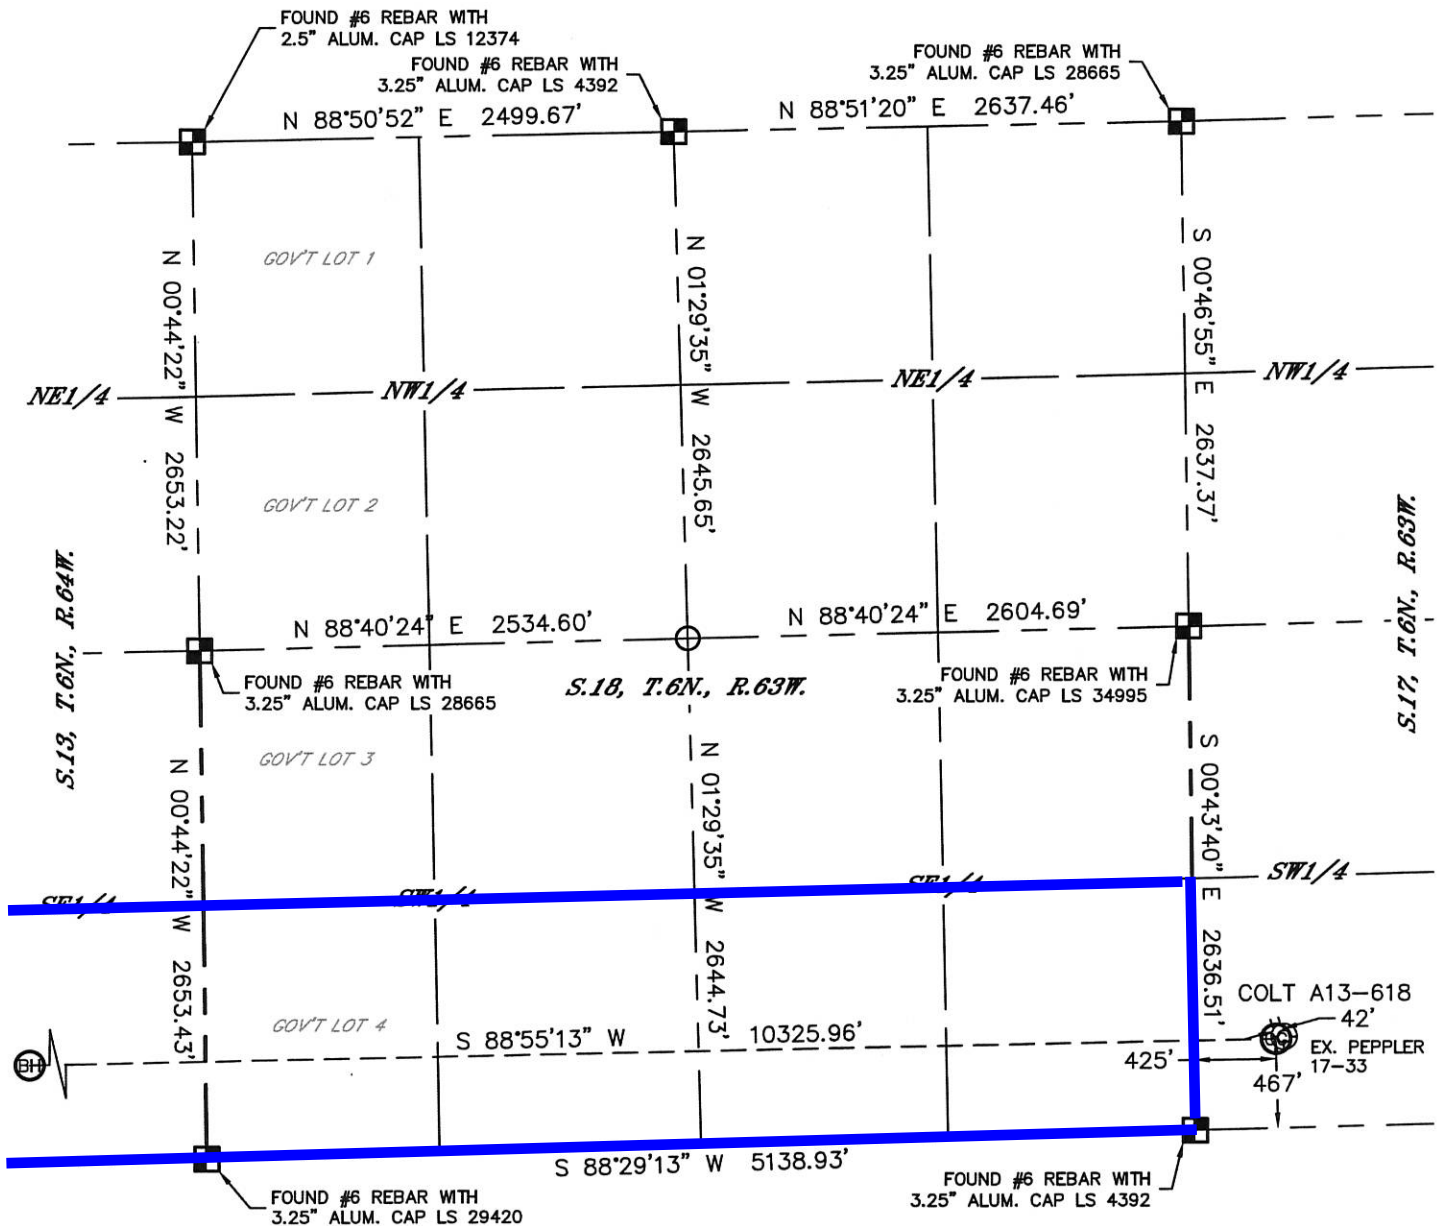 FOUND #6 REBAR WITH
2.5" ALUM. CAP LS 12374
FOUND #6 REBAR WITH
3.25" ALUM. CAP LS 4392
FOUND #6 REBAR WITH
3.25" ALUM. CAP LS 28665
N 88°50'52" E 2499.67'
N 88°51'20" E 2637.46'
GOV'T LOT 1
N 00°44'22" W 2653.22'
N 01°29'35" W 2645.65'
S 00°46'55" E 2637.37'
NE1/4
NW1/4
NE1/4
NW1/4
GOV'T LOT 2
S.13, T.6N., R.64W.
S.17, T.6N., R.63W.
N 88°40'24" E 2534.60'
N 88°40'24" E 2604.69'
FOUND #6 REBAR WITH
3.25" ALUM. CAP LS 28665
S.18, T.6N., R.63W.
FOUND #6 REBAR WITH
3.25" ALUM. CAP LS 34995
GOV'T LOT 3
N 00°44'22" W 2653.43'
N 01°29'35" W 2644.73'
S 00°43'40" E 2636.51'
SE1/4
SW1/4
SE1/4
SW1/4
GOV'T LOT 4
S 88°55'13" W 10325.96'
BH
COLT A13-618
42'
EX. PEPPLER
17-33
425'
467'
S 88°29'13" W 5138.93'
FOUND #6 REBAR WITH
3.25" ALUM. CAP LS 29420
FOUND #6 REBAR WITH
3.25" ALUM. CAP LS 4392